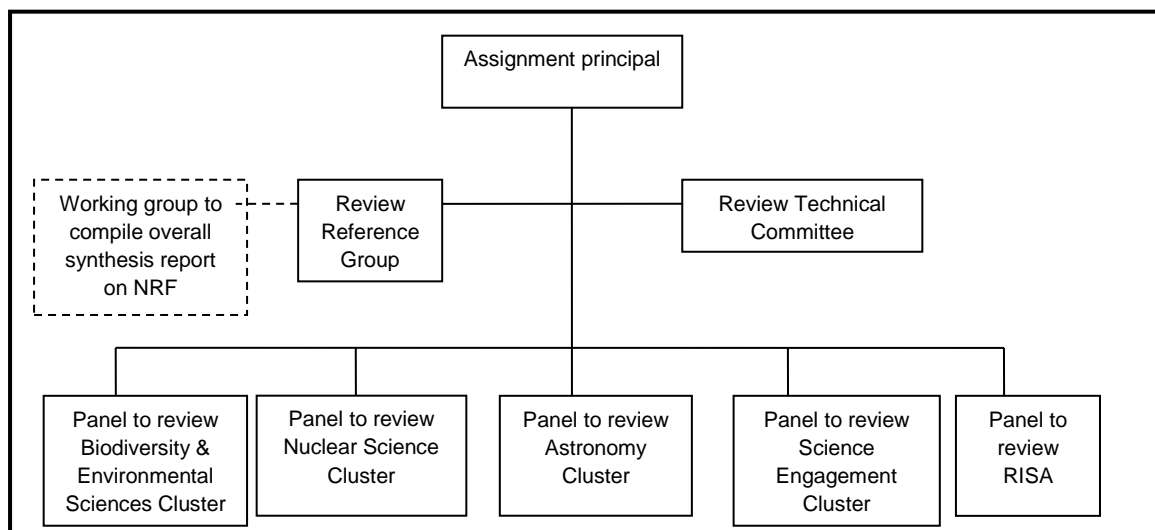 Assignment principal
Working group to
compile overall
synthesis report
on NRF
Review
Reference
Group
Review Technical
Committee
Panel to review
Biodiversity &
Environmental
Sciences Cluster
Panel to review
Nuclear Science
Cluster
Panel to review
Astronomy
Cluster
Panel to review
Science
Engagement
Cluster
Panel to
review
RISA